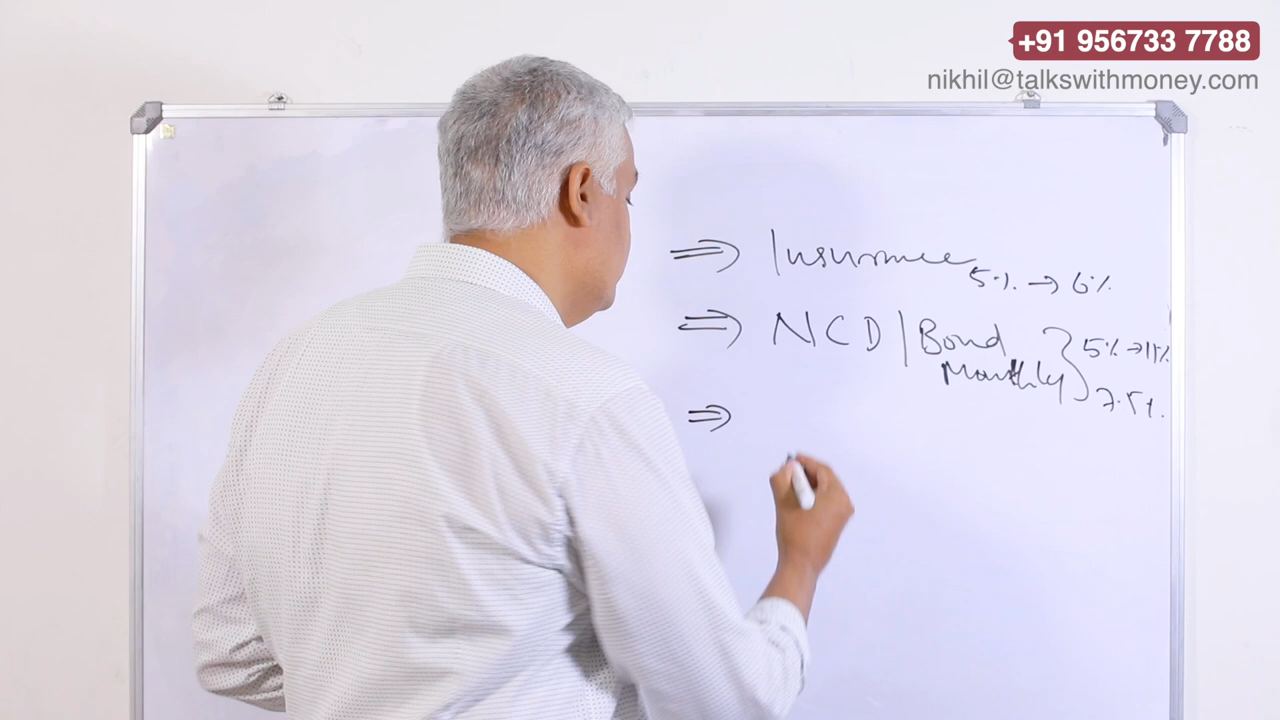 +91 956733 7788
nikhil@talkswithmoney.com
⇒ Insurance
5% → 6%
⇒ NCD | Bond } 5% → 11%
Monthly
7.5%.
⇒